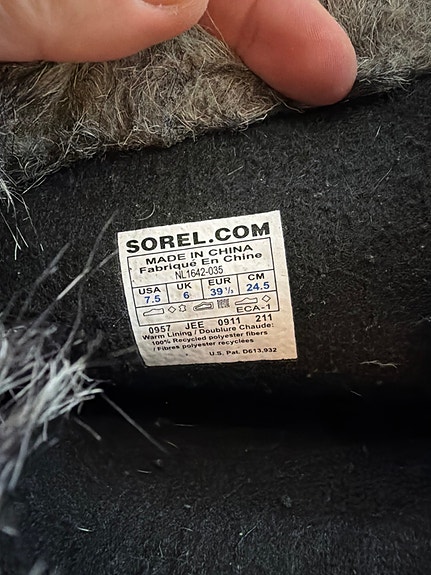 SOREL.COM
MADE IN CHINA
Fabriqué En Chine
NL1642-035
USA UK EUR CM
7.5 6 39 ½ 24.5
ECA-1
0957 JEE 0911 211
Warm Lining / Doublure Chaude:
100% Recycled polyester fibers
/ Fibres polyester recyclées
U.S. Pat. D613,932